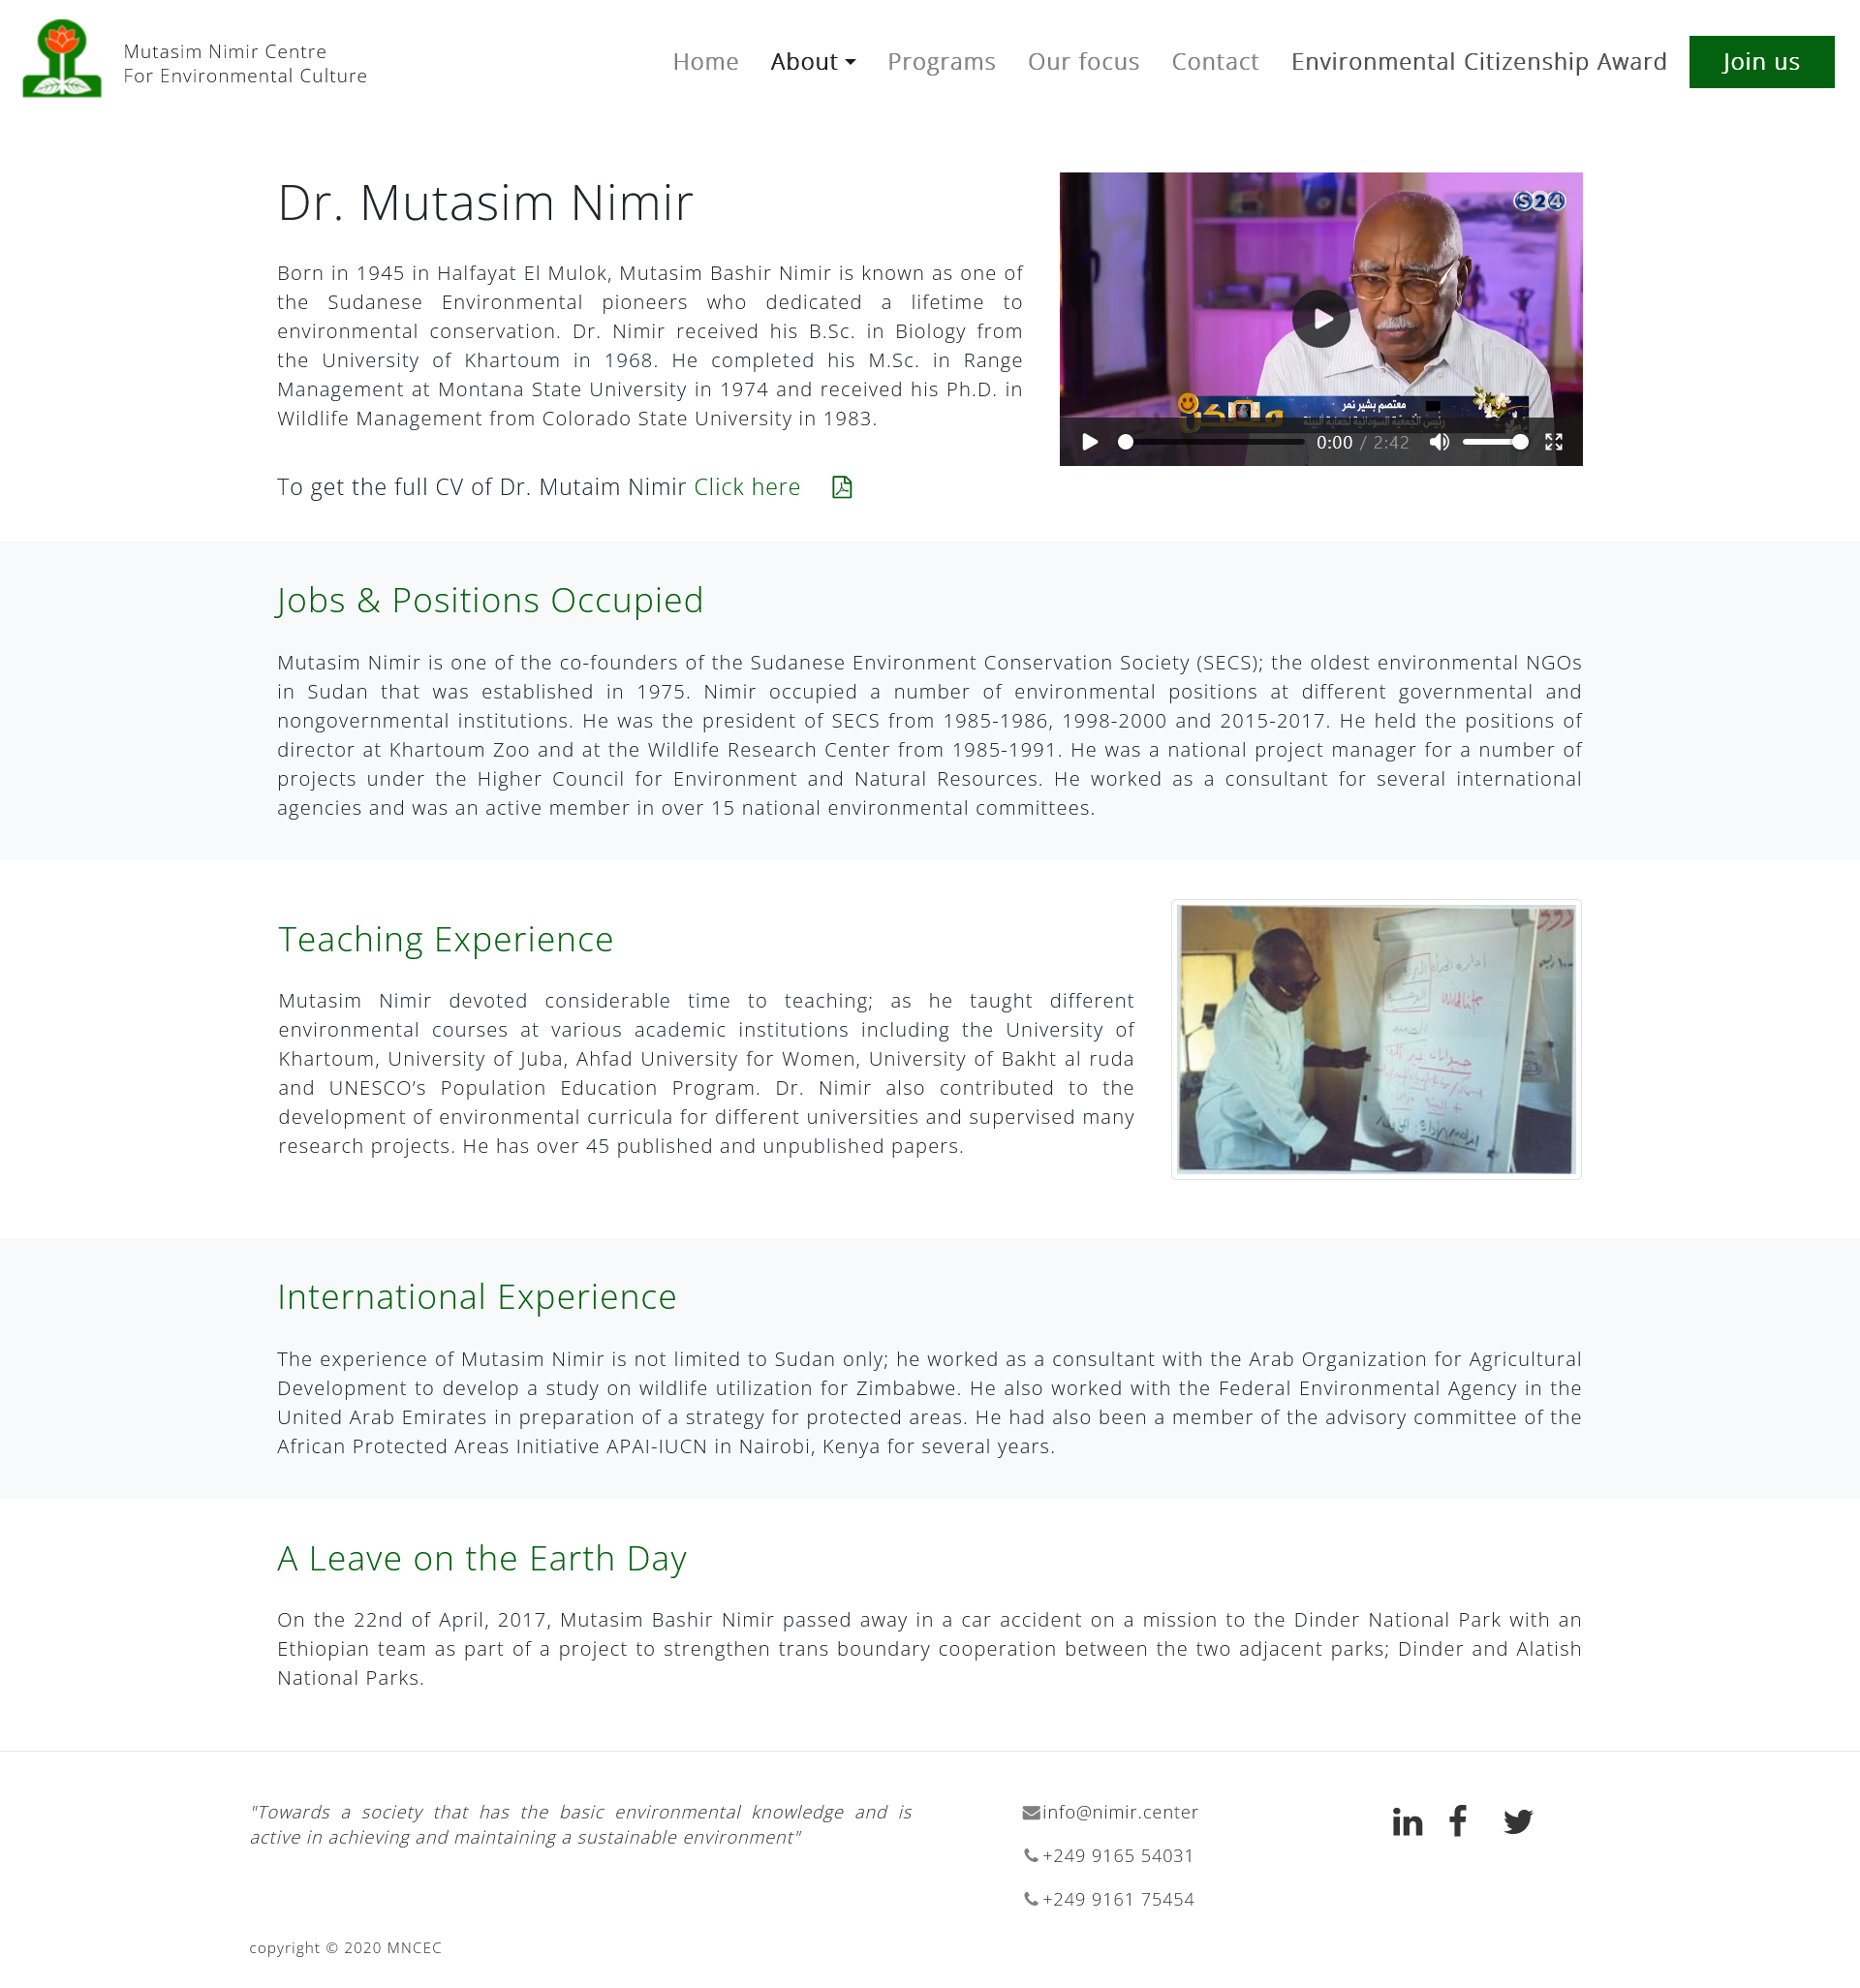 Mutasim Nimir Centre
For Environmental Culture
Home About Programs Our focus Contact Environmental Citizenship Award Join us
Dr. Mutasim Nimir
Born in 1945 in Halfayat El Mulok, Mutasim Bashir Nimir is known as one of
the Sudanese Environmental pioneers who dedicated a lifetime to
environmental conservation. Dr. Nimir received his B.Sc. in Biology from
the University of Khartoum in 1968. He completed his M.Sc. in Range
Management at Montana State University in 1974 and received his Ph.D. in
Wildlife Management from Colorado State University in 1983.
To get the full CV of Dr. Mutaim Nimir Click here
S24
معتصم بشير نمر
رئيس الجمعية السودانية لحماية البيئة
0:00 / 2:42
Jobs & Positions Occupied
Mutasim Nimir is one of the co-founders of the Sudanese Environment Conservation Society (SECS); the oldest environmental NGOs
in Sudan that was established in 1975. Nimir occupied a number of environmental positions at different governmental and
nongovernmental institutions. He was the president of SECS from 1985-1986, 1998-2000 and 2015-2017. He held the positions of
director at Khartoum Zoo and at the Wildlife Research Center from 1985-1991. He was a national project manager for a number of
projects under the Higher Council for Environment and Natural Resources. He worked as a consultant for several international
agencies and was an active member in over 15 national environmental committees.
Teaching Experience
Mutasim Nimir devoted considerable time to teaching; as he taught different
environmental courses at various academic institutions including the University of
Khartoum, University of Juba, Ahfad University for Women, University of Bakht al ruda
and UNESCO’s Population Education Program. Dr. Nimir also contributed to the
development of environmental curricula for different universities and supervised many
research projects. He has over 45 published and unpublished papers.
Wildlife
International Experience
The experience of Mutasim Nimir is not limited to Sudan only; he worked as a consultant with the Arab Organization for Agricultural
Development to develop a study on wildlife utilization for Zimbabwe. He also worked with the Federal Environmental Agency in the
United Arab Emirates in preparation of a strategy for protected areas. He had also been a member of the advisory committee of the
African Protected Areas Initiative APAI-IUCN in Nairobi, Kenya for several years.
A Leave on the Earth Day
On the 22nd of April, 2017, Mutasim Bashir Nimir passed away in a car accident on a mission to the Dinder National Park with an
Ethiopian team as part of a project to strengthen trans boundary cooperation between the two adjacent parks; Dinder and Alatish
National Parks.
"Towards a society that has the basic environmental knowledge and is
active in achieving and maintaining a sustainable environment"
info@nimir.center
+249 9165 54031
+249 9161 75454
copyright © 2020 MNCEC